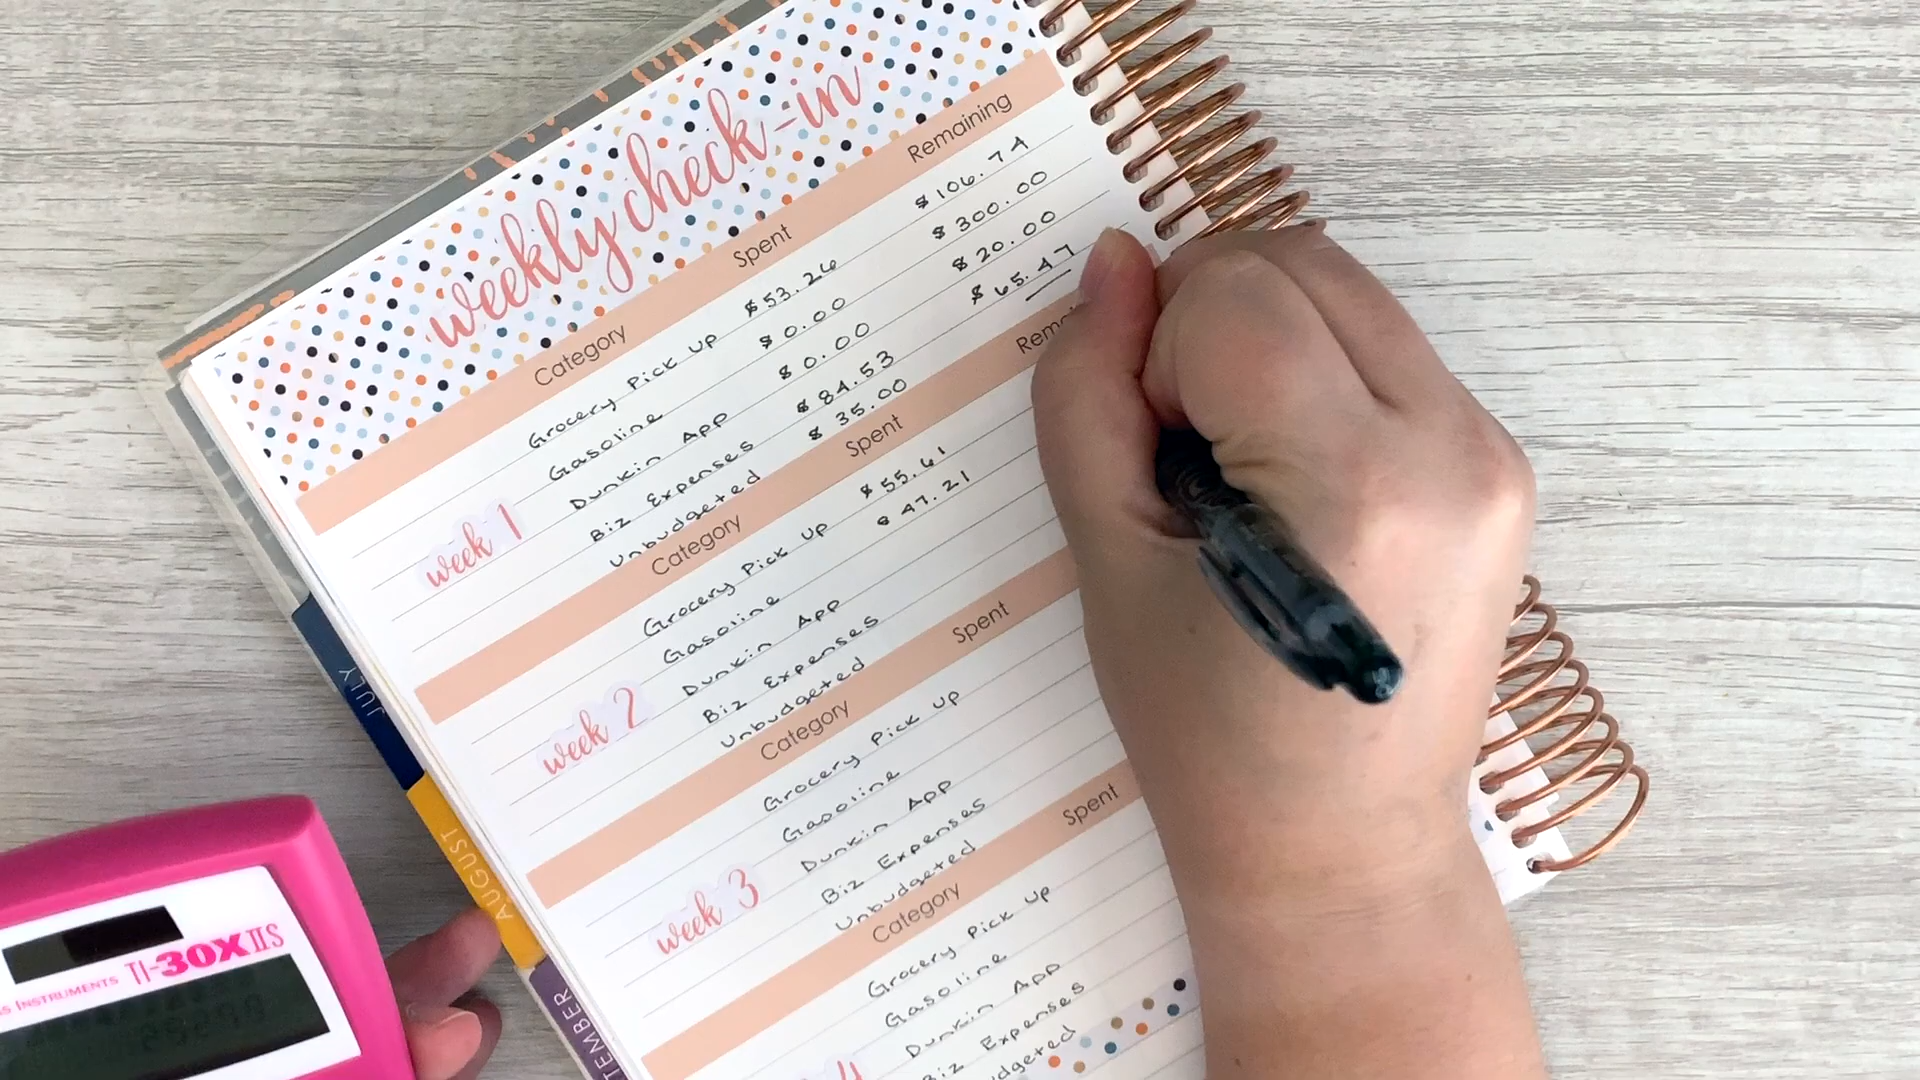 weekly check-in
Category Spent Remaining
week 1
Grocery Pick Up $53.26 $106.74
Gasoline $0.00 $300.00
Dunkin App $0.00 $20.00
Biz Expenses $84.53 $65.47
Unbudgeted $35.00
Category Spent
week 2
Grocery Pick Up $55.61
Gasoline $47.21
Dunkin App
Biz Expenses
Unbudgeted
Category Spent
week 3
Grocery Pick Up
Gasoline
Dunkin App
Biz Expenses
Unbudgeted
Category Spent
Grocery Pick Up
Gasoline
Dunkin App
Biz Expenses
JULY
AUGUST
INSTRUMENTS TI-30X IIS